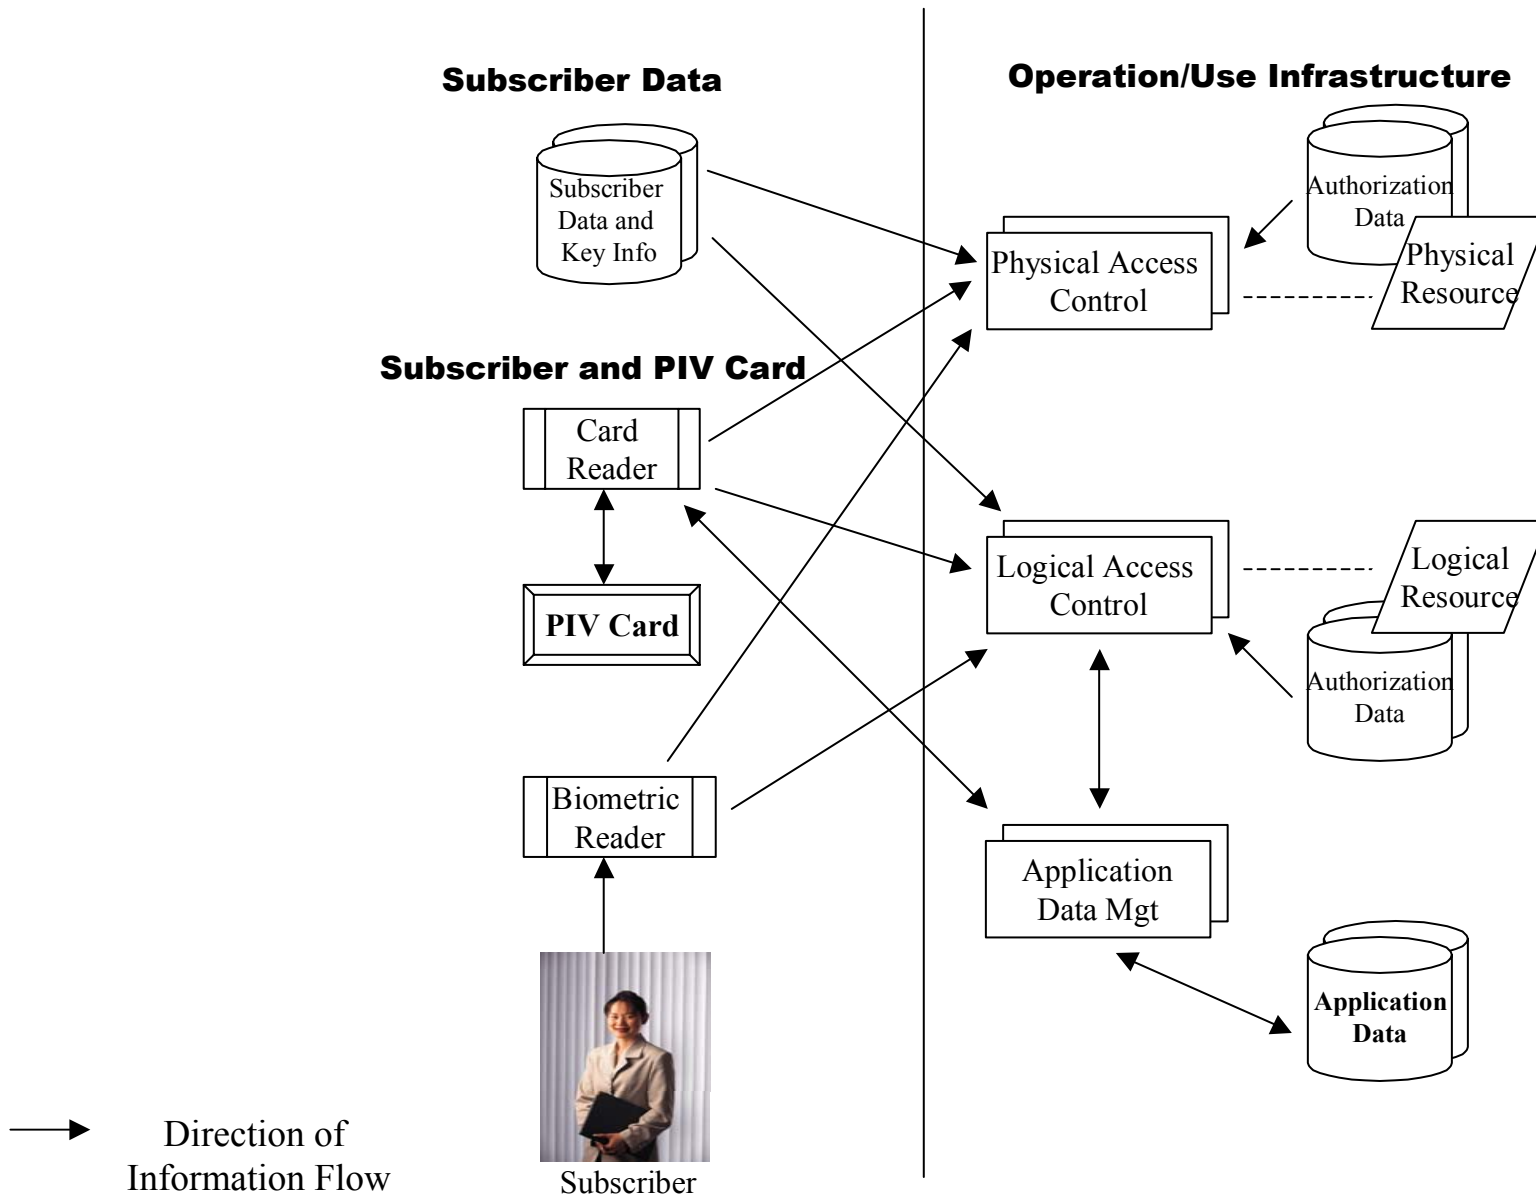 Subscriber Data
Operation/Use Infrastructure
Subscriber
Data and
Key Info
Authorization
Data
Physical Access
Control
Physical
Resource
Subscriber and PIV Card
Card
Reader
PIV Card
Logical Access
Control
Logical
Resource
Authorization
Data
Biometric
Reader
Application
Data Mgt
Application
Data
Direction of
Information Flow
Subscriber